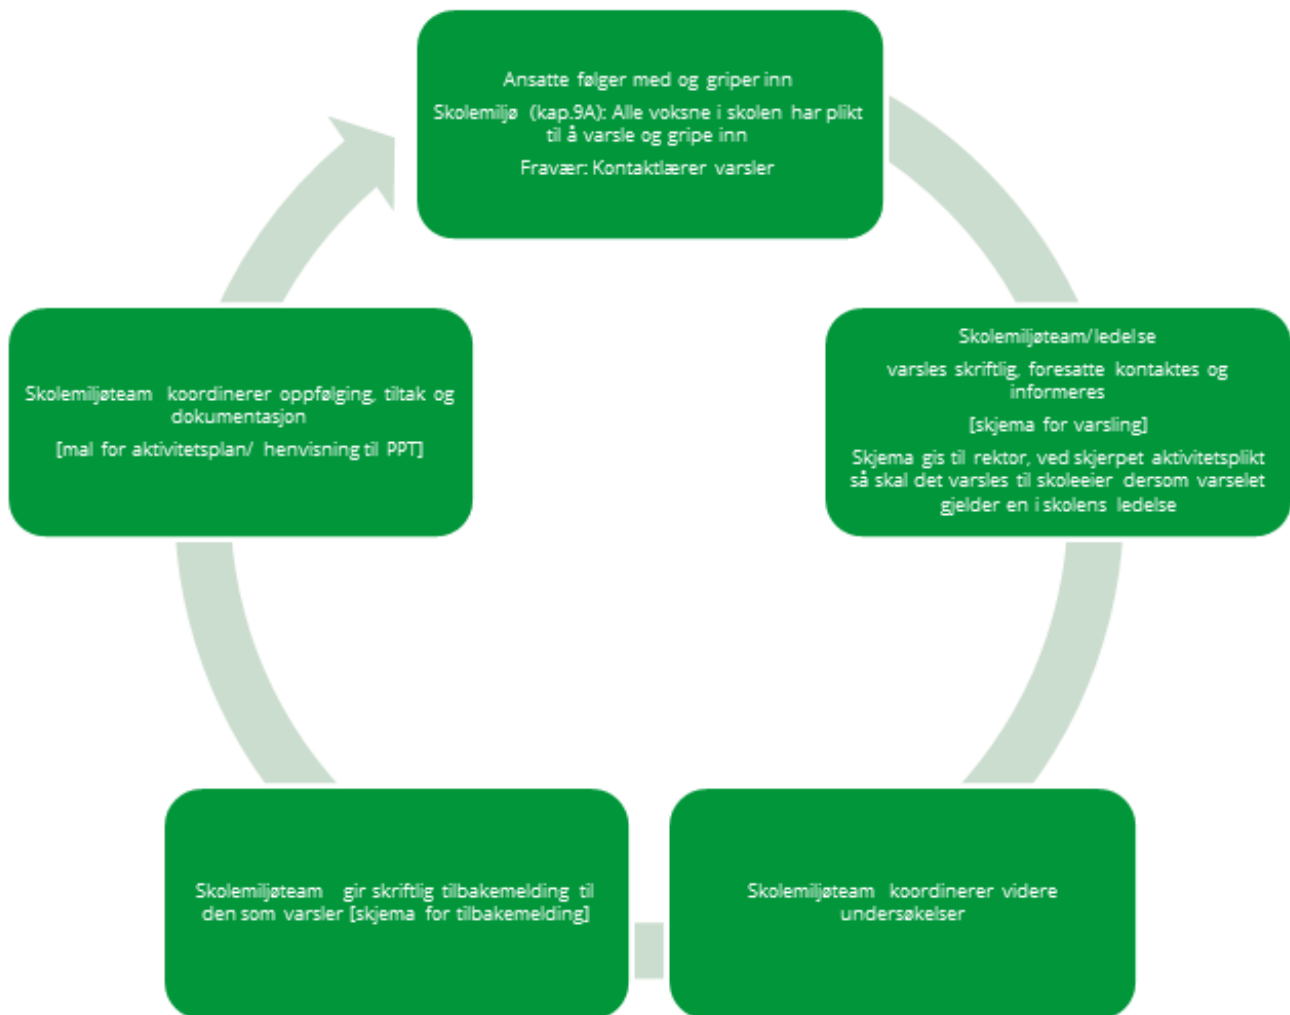 Ansatte følger med og griper inn
Skolemiljø (kap.9A): Alle voksne i skolen har plikt
til å varsle og gripe inn
Fravær: Kontaktlærer varsler
Skolemiljøteam/ledelse
varsles skriftlig, foresatte kontaktes og
informeres
[skjema for varsling]
Skjema gis til rektor, ved skjerpet aktivitetsplikt
så skal det varsles til skoleeier dersom varselet
gjelder en i skolens ledelse
Skolemiljøteam koordinerer videre
undersøkelser
Skolemiljøteam gir skriftlig tilbakemelding til
den som varsler [skjema for tilbakemelding]
Skolemiljøteam koordinerer oppfølging, tiltak og
dokumentasjon
[mal for aktivitetsplan/ henvisning til PPT]